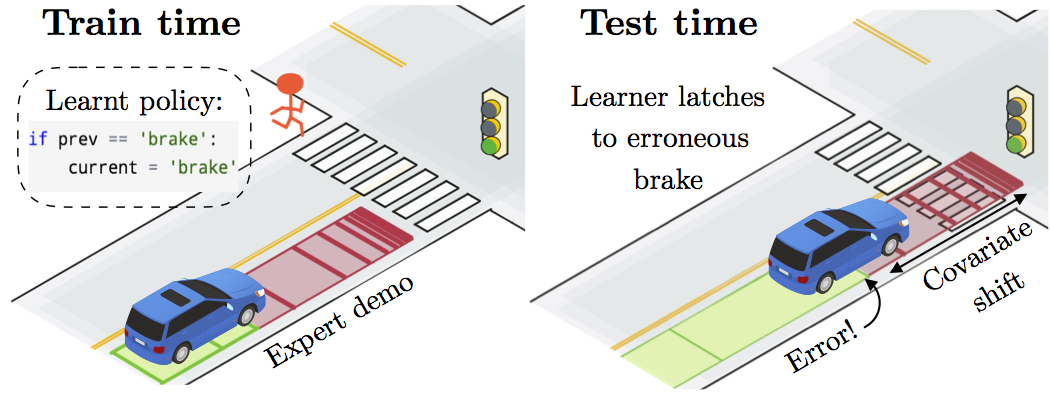 Train time
Learnt policy:
if prev == 'brake':
    current = 'brake'
Expert demo
Test time
Learner latches
to erroneous
brake
Error!
Covariate
shift